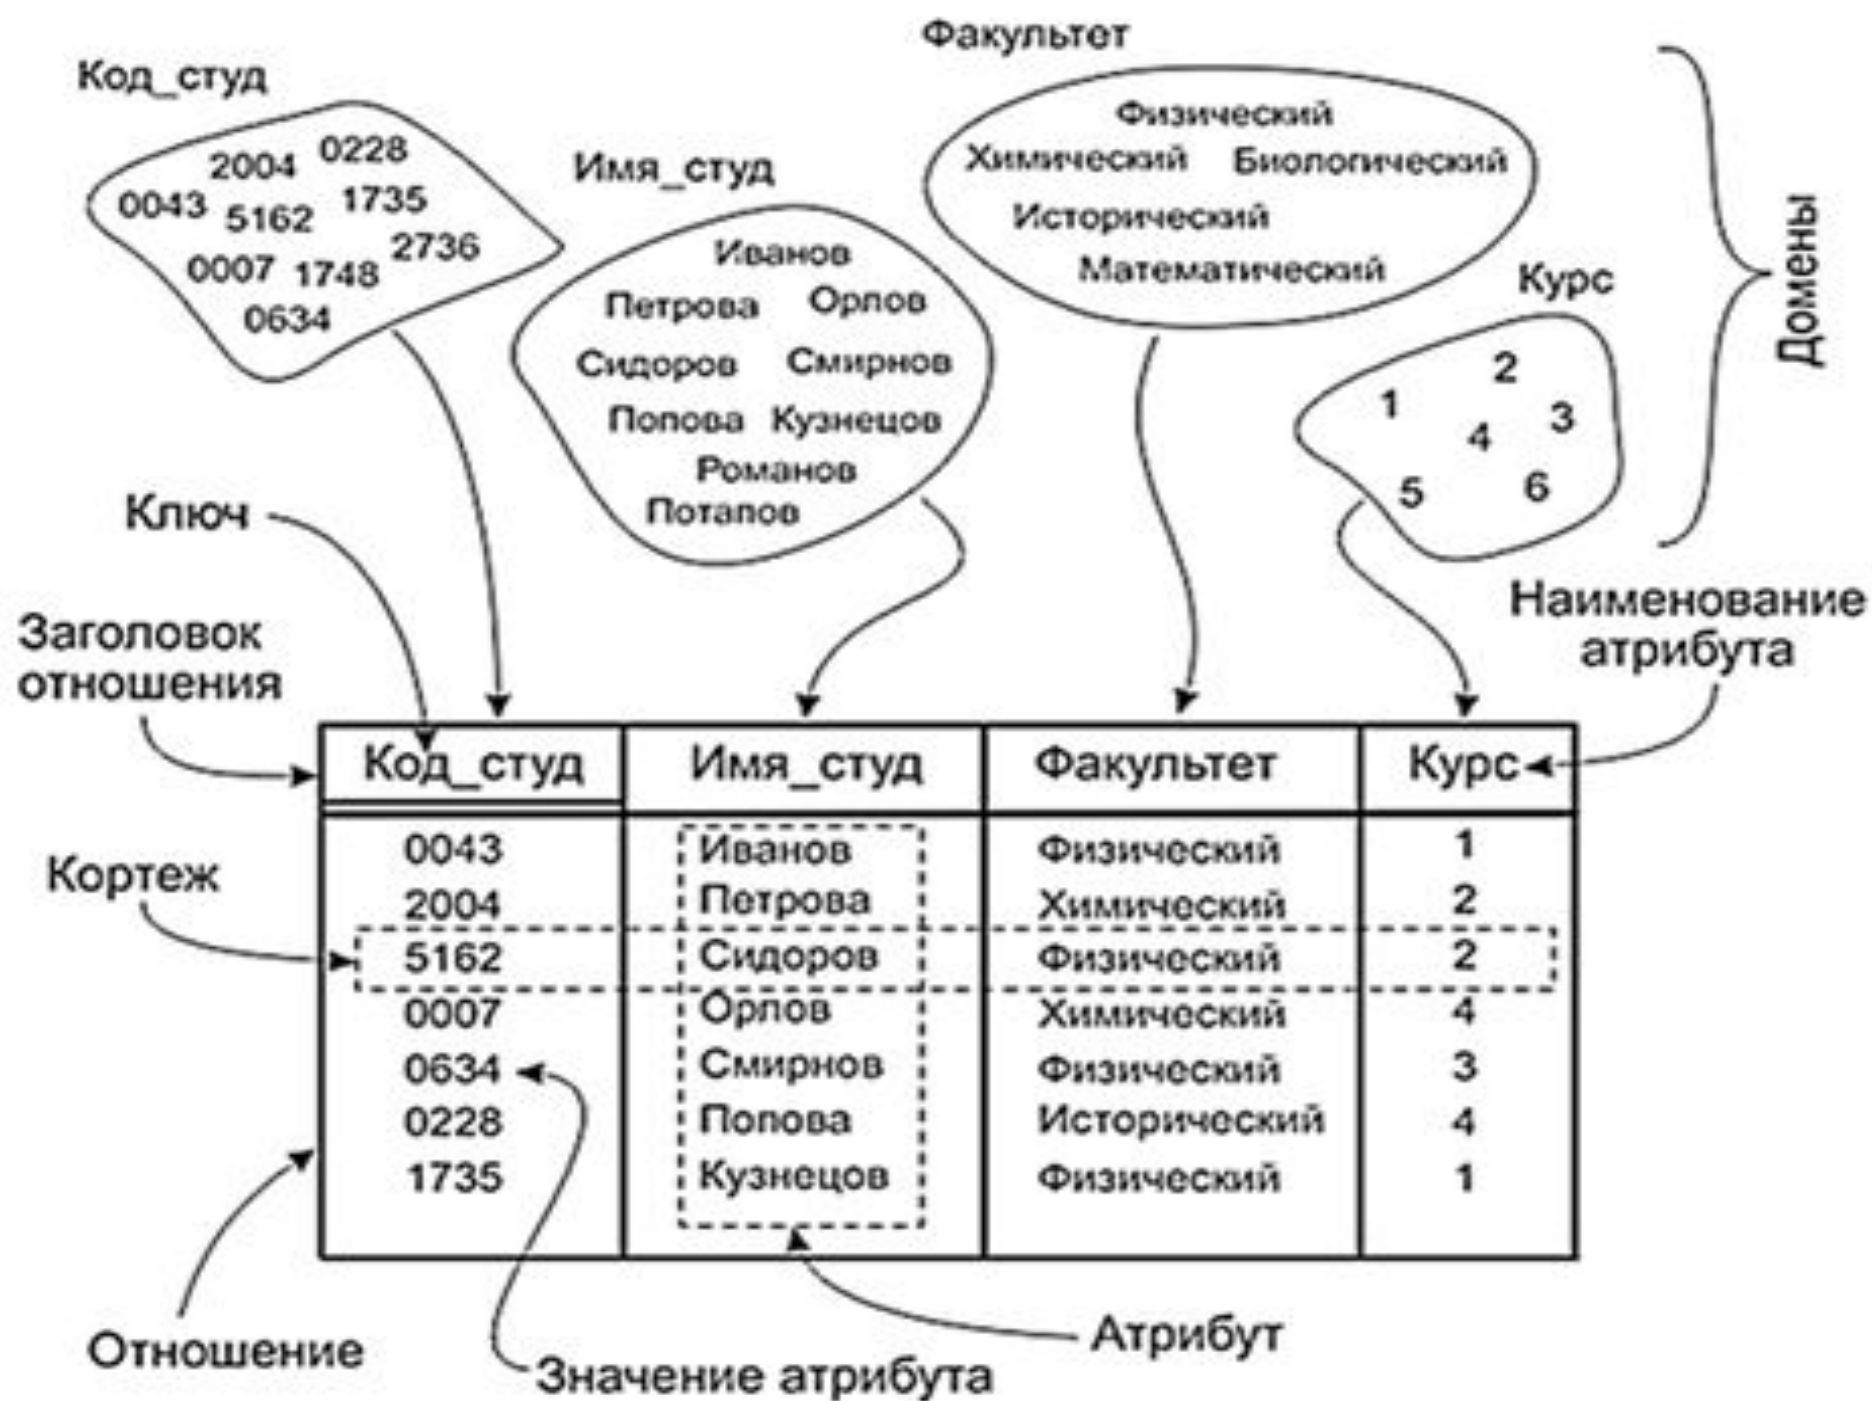 Факультет
Код_студ
Физический
2004 0228
Химический Биологический
Имя_студ
0043 5162 1735
Исторический
2736
0007 1748
Иванов
Математический
Курс
0634
Петрова Орлов
Домены
Сидоров Смирнов
2
1 3
4
Попова Кузнецов
Романов
5 6
Потапов
Ключ
Наименование
атрибута
Заголовок
отношения
Код_студ Имя_студ Факультет Курс
0043 Иванов Физический 1
Кортеж
2004 Петрова Химический 2
5162 Сидоров Физический 2
0007 Орлов Химический 4
0634 Смирнов Физический 3
0228 Попова Исторический 4
1735 Кузнецов Физический 1
Отношение
Атрибут
Значение атрибута